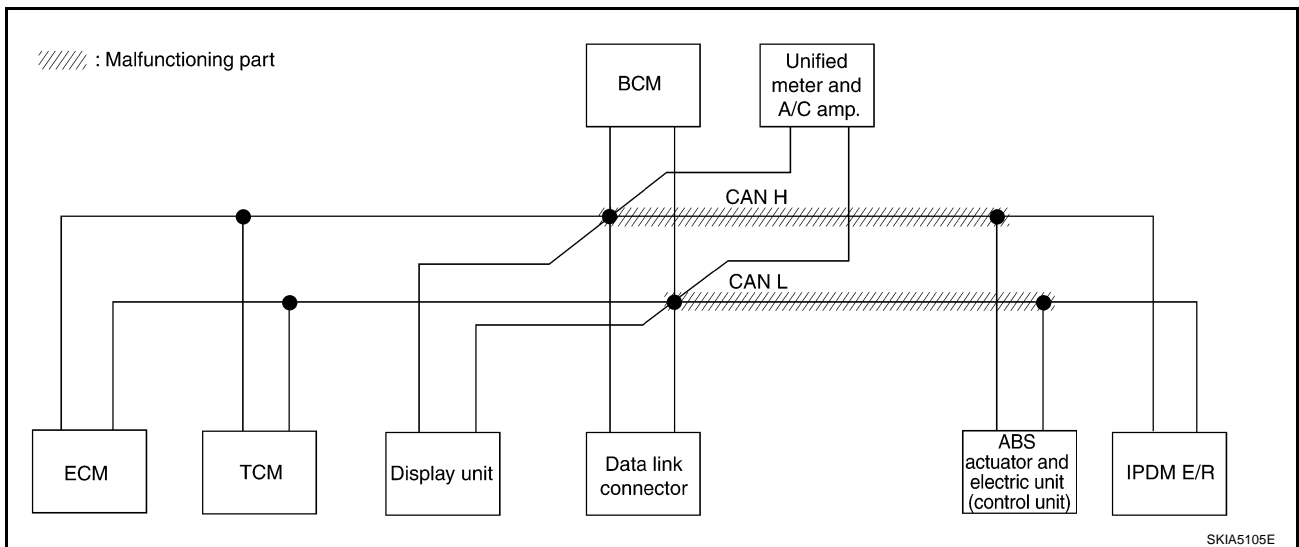 : Malfunctioning part
BCM
Unified
meter and
A/C amp.
CAN H
CAN L
ECM
TCM
Display unit
Data link
connector
ABS
actuator and
electric unit
(control unit)
IPDM E/R
SKIA5105E